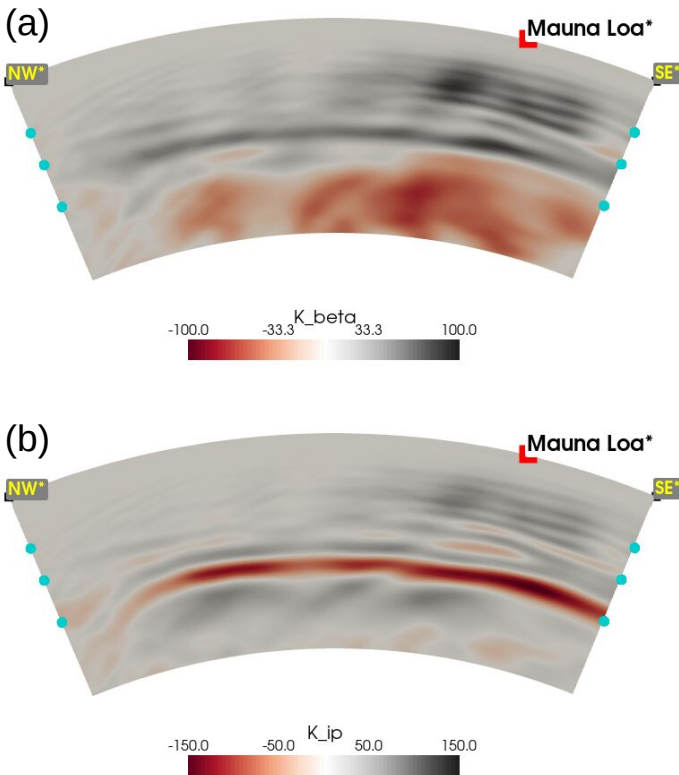 (a)
Mauna Loa*
NW*
SE*
K_beta
-100.0 -33.3 33.3 100.0
(b)
Mauna Loa*
NW*
SE*
K_ip
-150.0 -50.0 50.0 150.0